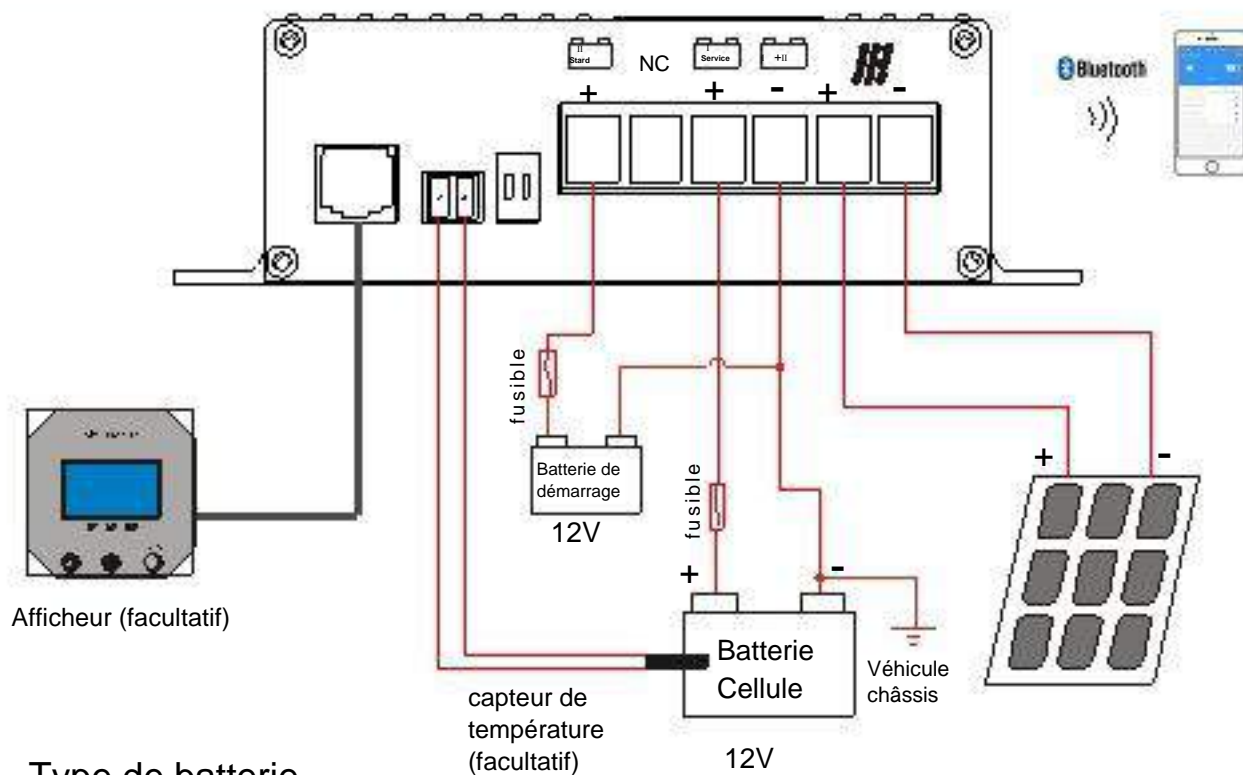 II
Stard
NC
I
Service
+II
+
+
-
+
-
Bluetooth
fusible
Batterie de
démarrage
12V
fusible
+
-
+
-
Afficheur (facultatif)
Batterie
Cellule
Véhicule
châssis
capteur de
température
(facultatif)
12V
Type de batterie